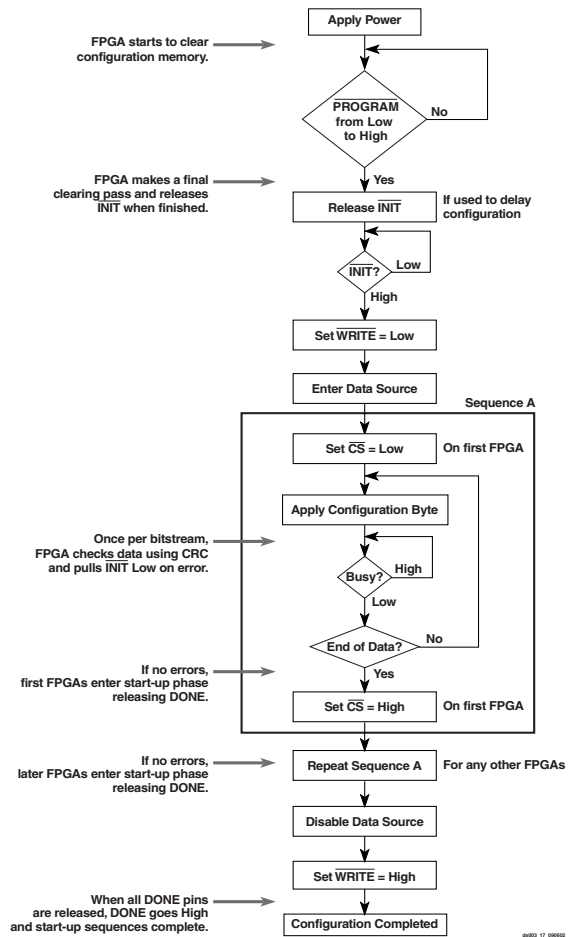 Apply Power
FPGA starts to clear
configuration memory.
PROGRAM
from Low
to High
No
Yes
FPGA makes a final
clearing pass and releases
INIT when finished.
Release INIT
If used to delay
configuration
INIT?
Low
High
Set WRITE = Low
Enter Data Source
Sequence A
Set CS = Low
On first FPGA
Apply Configuration Byte
Once per bitstream,
FPGA checks data using CRC
and pulls INIT Low on error.
Busy?
High
Low
End of Data?
No
Yes
If no errors,
first FPGAs enter start-up phase
releasing DONE.
Set CS = High
On first FPGA
If no errors,
later FPGAs enter start-up phase
releasing DONE.
Repeat Sequence A
For any other FPGAs
Disable Data Source
Set WRITE = High
When all DONE pins
are released, DONE goes High
and start-up sequences complete.
Configuration Completed
ds003_17_090602